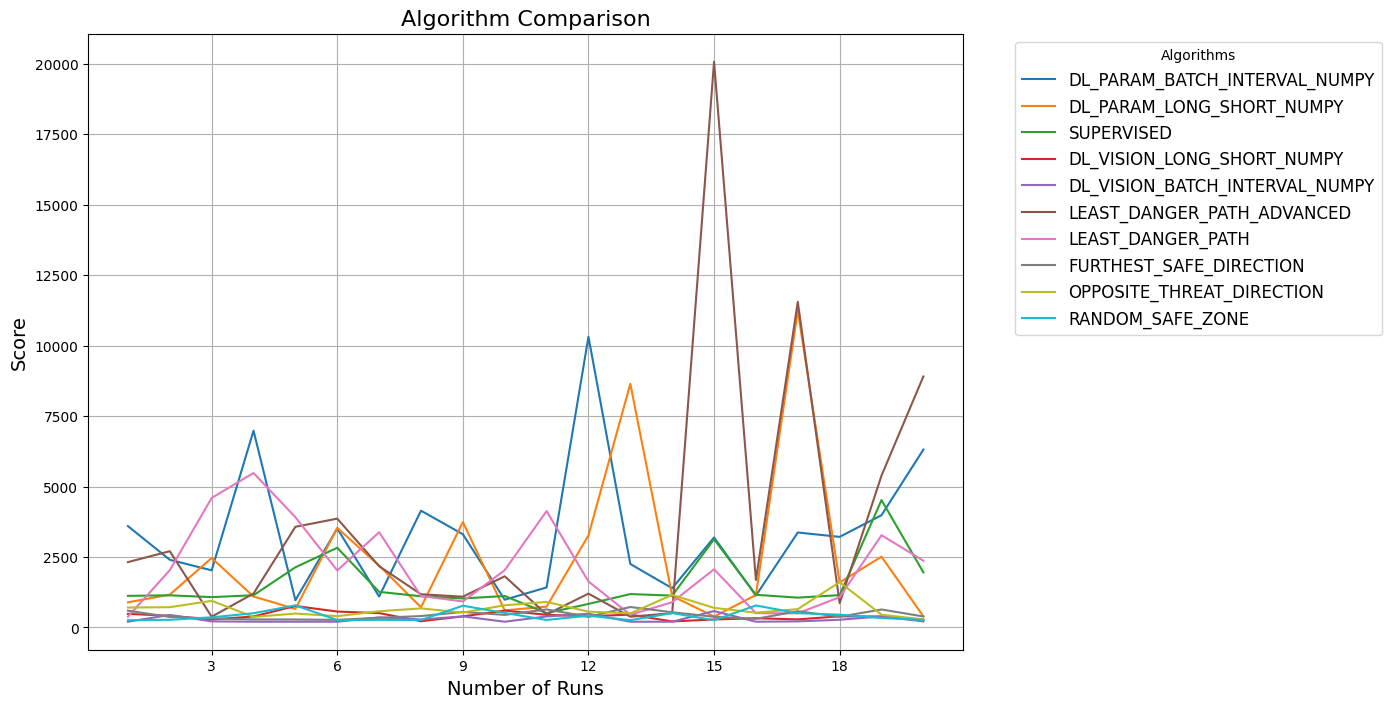 Algorithm Comparison
Score
20000
17500
15000
12500
10000
7500
5000
2500
0
3 6 9 12 15 18
Number of Runs
Algorithms
DL_PARAM_BATCH_INTERVAL_NUMPY
DL_PARAM_LONG_SHORT_NUMPY
SUPERVISED
DL_VISION_LONG_SHORT_NUMPY
DL_VISION_BATCH_INTERVAL_NUMPY
LEAST_DANGER_PATH_ADVANCED
LEAST_DANGER_PATH
FURTHEST_SAFE_DIRECTION
OPPOSITE_THREAT_DIRECTION
RANDOM_SAFE_ZONE